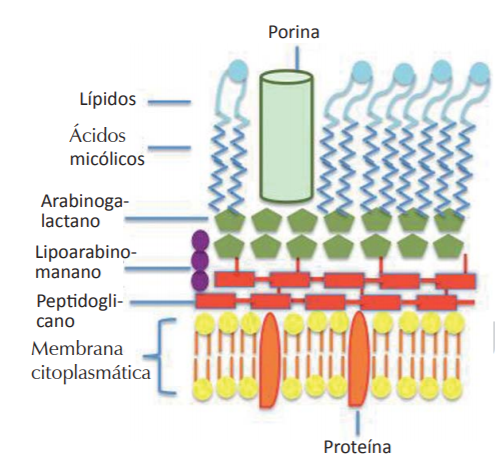 Porina
Lípidos
Ácidos
micólicos
Arabinoga-
lactano
Lipoarabino-
manano
Peptidogli-
cano
Membrana
citoplasmática
Proteína